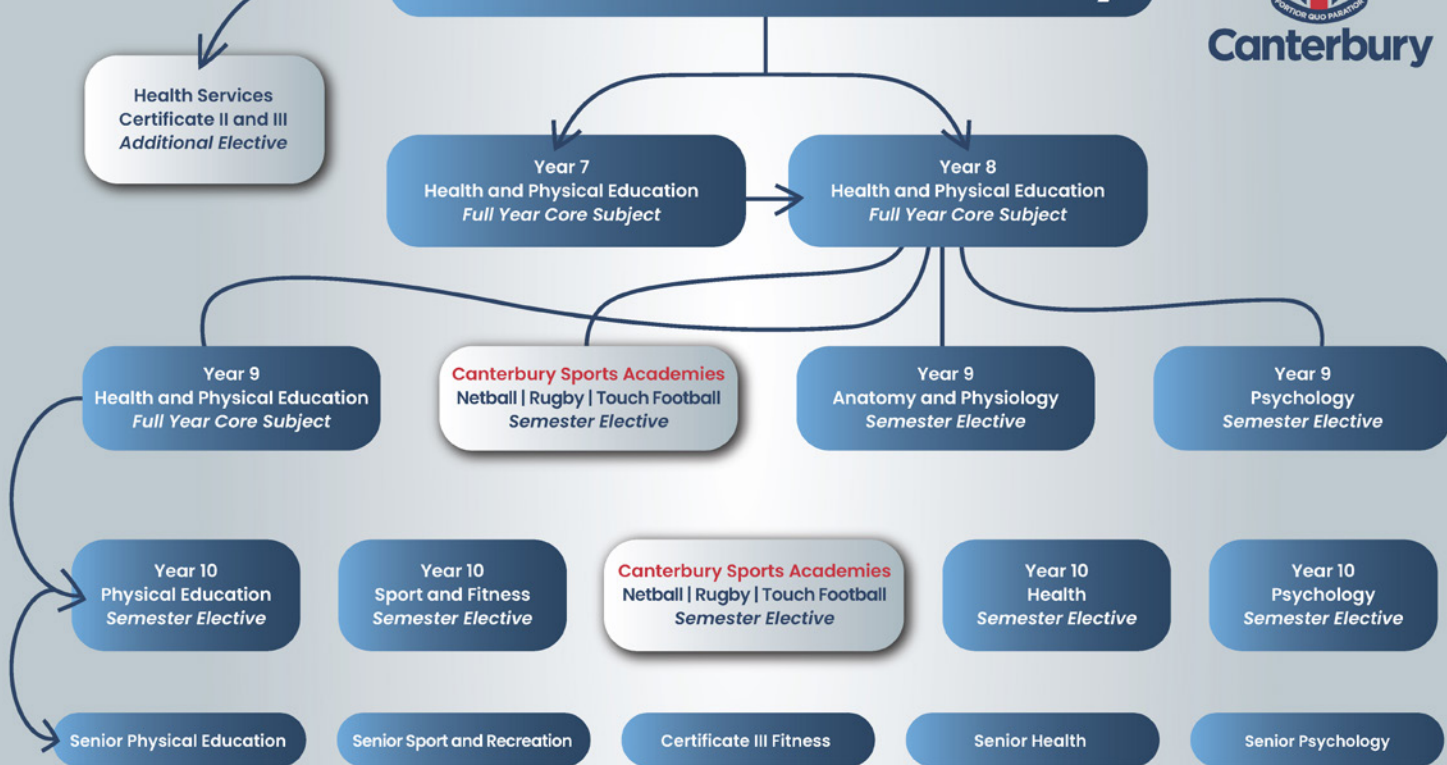 FORTIOR QUO PARATIOR
Canterbury
Health Services
Certificate II and III
Additional Elective
Year 7
Health and Physical Education
Full Year Core Subject
Year 8
Health and Physical Education
Full Year Core Subject
Year 9
Health and Physical Education
Full Year Core Subject
Canterbury Sports Academies
Netball | Rugby | Touch Football
Semester Elective
Year 9
Anatomy and Physiology
Semester Elective
Year 9
Psychology
Semester Elective
Year 10
Physical Education
Semester Elective
Year 10
Sport and Fitness
Semester Elective
Canterbury Sports Academies
Netball | Rugby | Touch Football
Semester Elective
Year 10
Health
Semester Elective
Year 10
Psychology
Semester Elective
Senior Physical Education
Senior Sport and Recreation
Certificate III Fitness
Senior Health
Senior Psychology